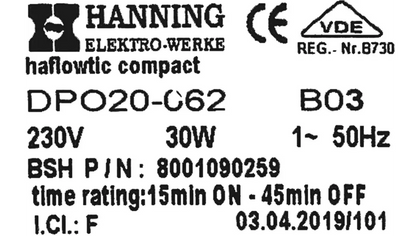 HANNING
ELEKTRO-WERKE
CE
VDE
REG.- Nr.B730
haflowtic compact
DPO20-062 B03
230V 30W 1~ 50Hz
BSH P/N: 8001090259
time rating:15min ON - 45min OFF
I.Cl.: F 03.04.2019/101